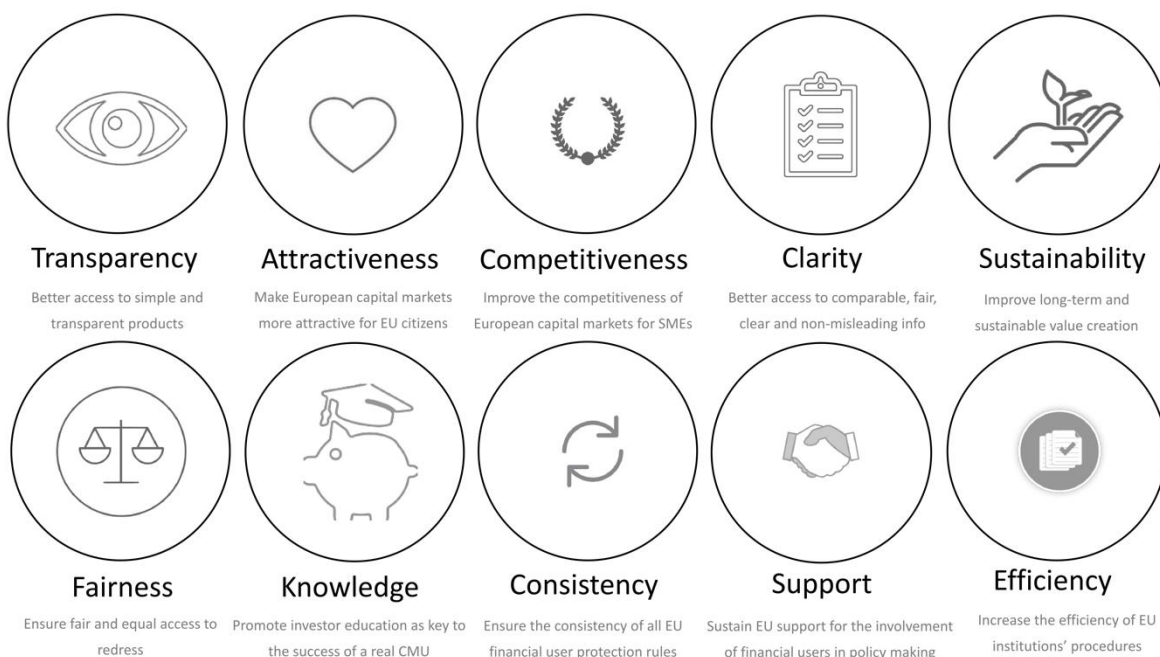 Transparency
Better access to simple and
transparent products
Attractiveness
Make European capital markets
more attractive for EU citizens
Competitiveness
Improve the competitiveness of
European capital markets for SMEs
Clarity
Better access to comparable, fair,
clear and non-misleading info
Sustainability
Improve long-term and
sustainable value creation
Fairness
Ensure fair and equal access to
redress
Knowledge
Promote investor education as key to
the success of a real CMU
Consistency
Ensure the consistency of all EU
financial user protection rules
Support
Sustain EU support for the involvement
of financial users in policy making
Efficiency
Increase the efficiency of EU
institutions’ procedures